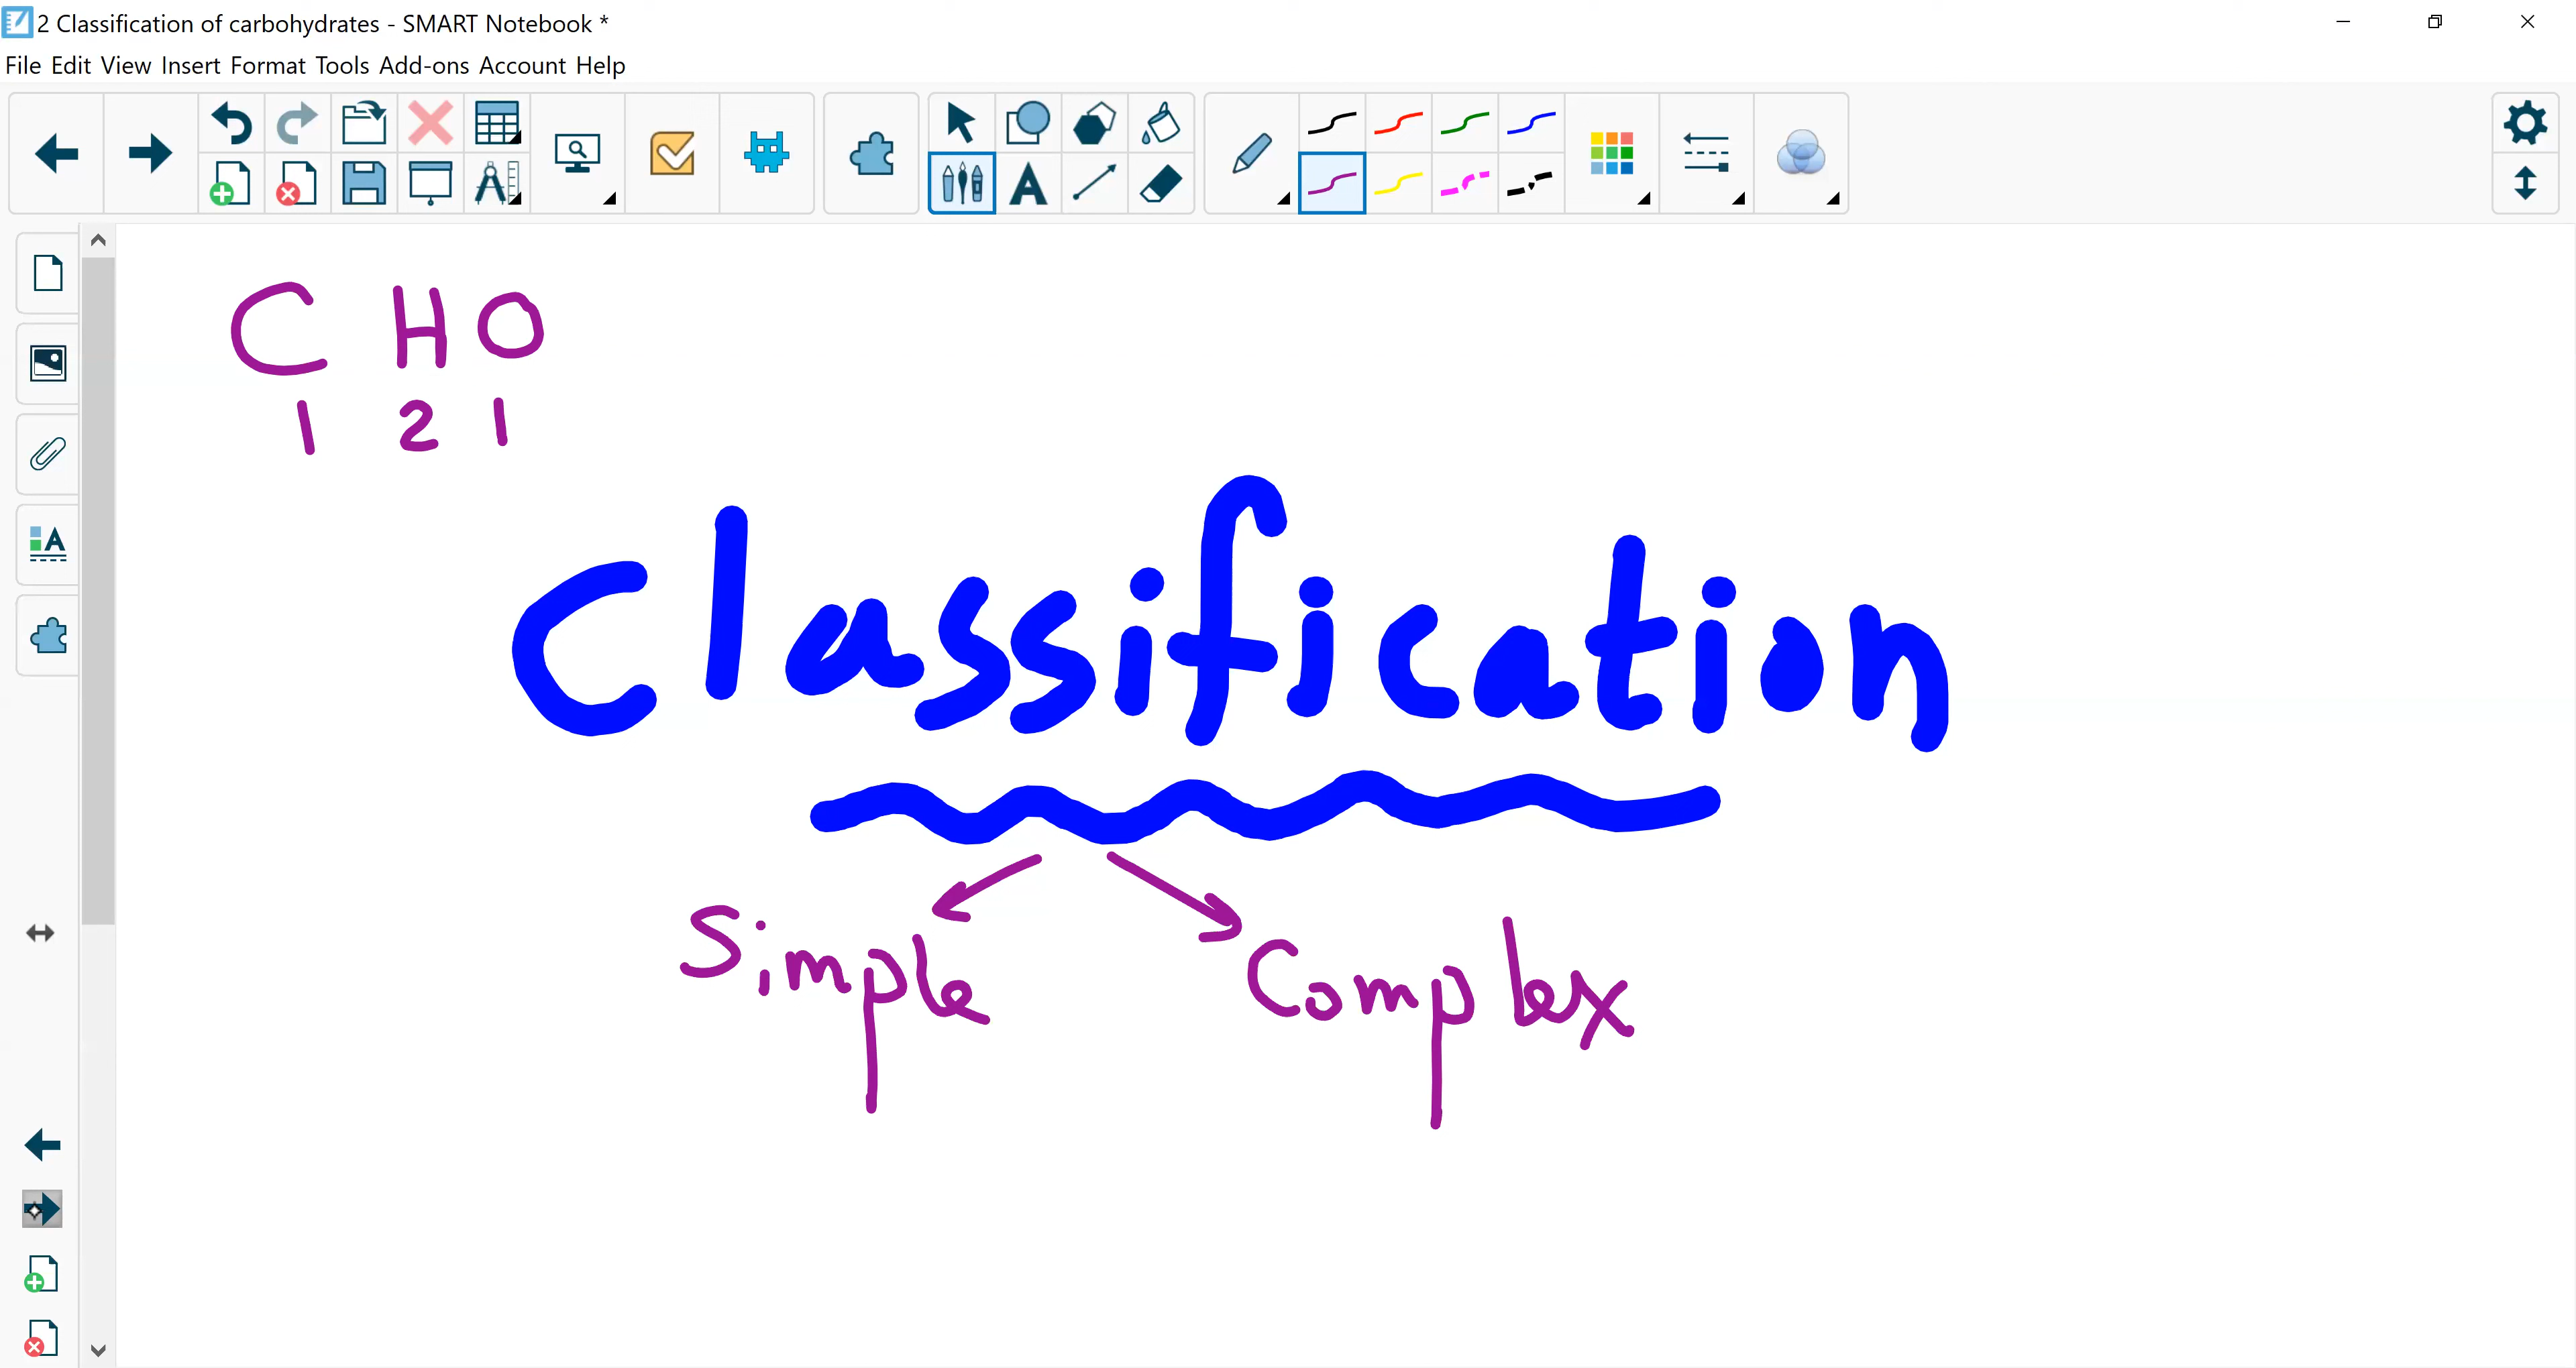 2 Classification of carbohydrates - SMART Notebook *
File Edit View Insert Format Tools Add-ons Account Help
C H O
1 2 1
Classification
Simple Complex